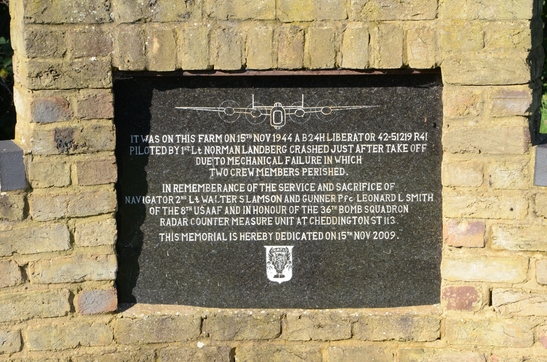 IT WAS ON THIS FARM ON 15TH NOV 1944 A B24H LIBERATOR 42-51219 R4I
PILOTED BY 1ST Lt NORMAN LANDBERG CRASHED JUST AFTER TAKE OFF
DUE TO MECHANICAL FAILURE IN WHICH
TWO CREW MEMBERS PERISHED.
IN REMEMBERANCE OF THE SERVICE AND SACRIFICE OF
NAVIGATOR 2ND Lt WALTER S LAMSON AND GUNNER Pfc LEONARD L SMITH
OF THE 8TH USAAF AND IN HONOUR OF THE 36TH BOMB SQUADRON
RADAR COUNTER MEASURE UNIT AT CHEDDINGTON ST 113.
THIS MEMORIAL IS HEREBY DEDICATED ON 15TH NOV 2009.